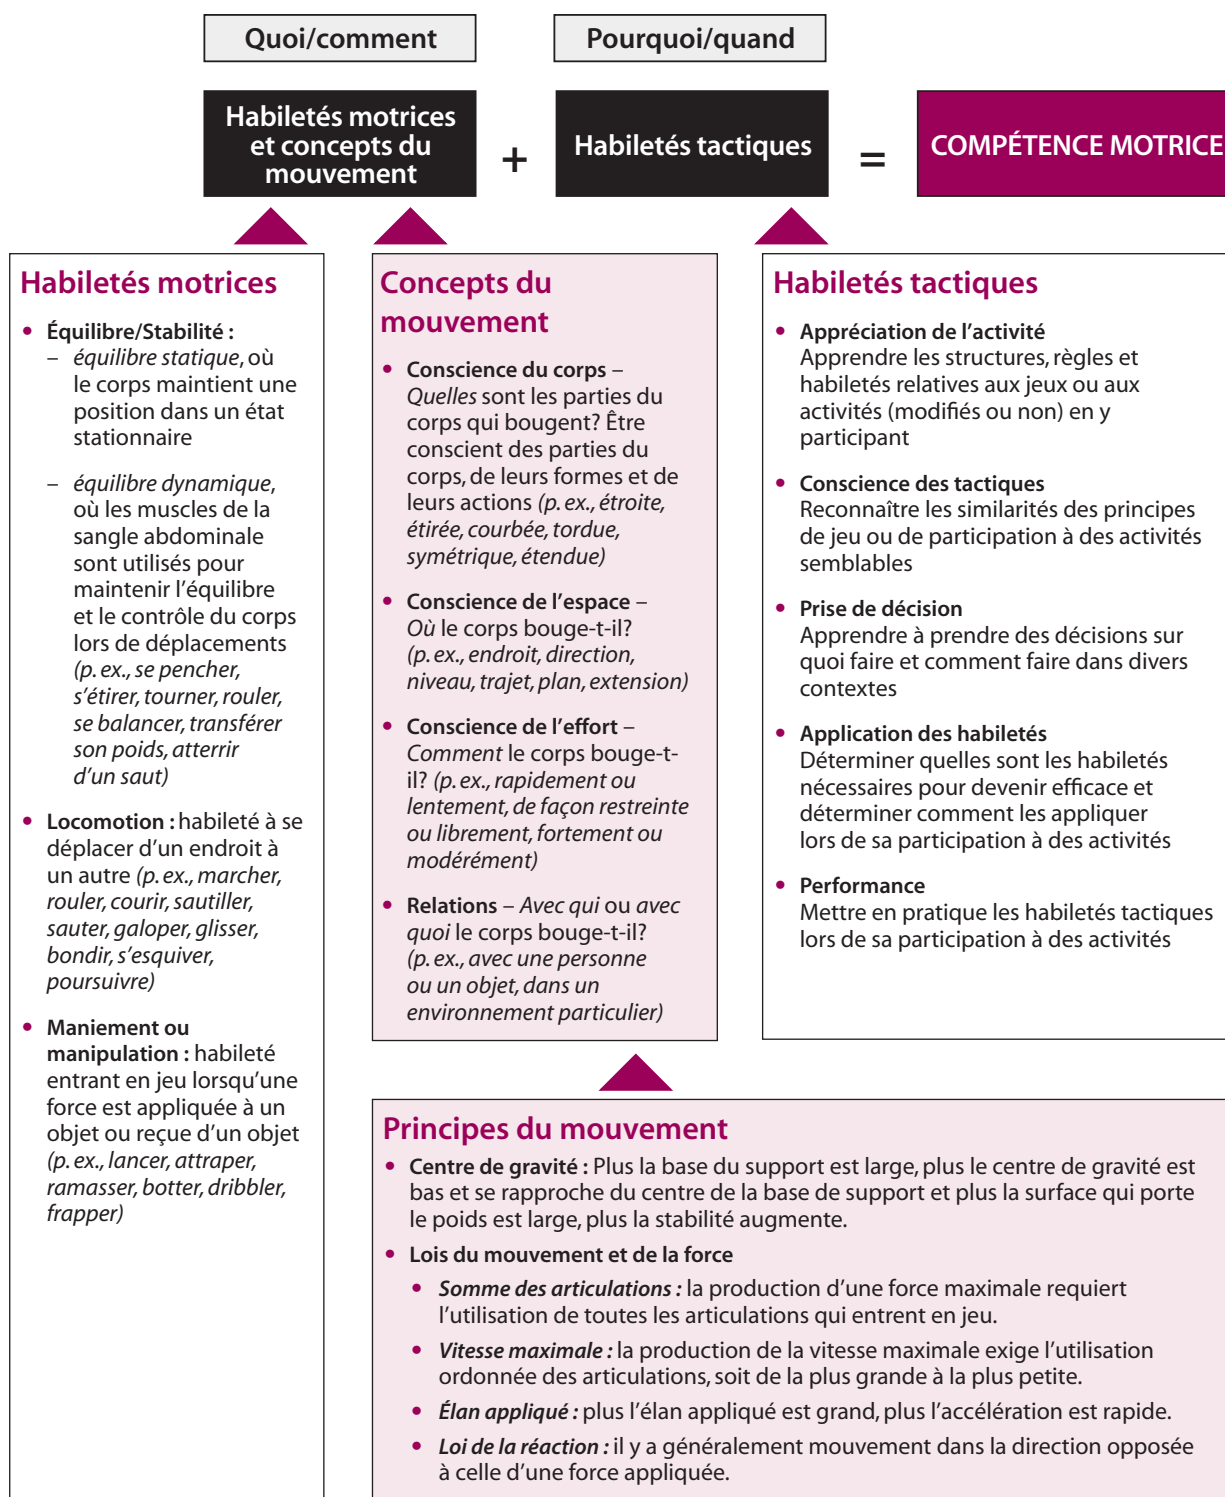 Quoi/comment
Pourquoi/quand
Habiletés motrices
et concepts du
mouvement
+
Habiletés tactiques
=
COMPÉTENCE MOTRICE
Habiletés motrices
• Équilibre/Stabilité :
– équilibre statique, où
le corps maintient une
position dans un état
stationnaire
– équilibre dynamique,
où les muscles de la
sangle abdominale
sont utilisés pour
maintenir l’équilibre
et le contrôle du corps
lors de déplacements
(p. ex., se pencher,
s’étirer, tourner, rouler,
se balancer, transférer
son poids, atterrir
d’un saut)
• Locomotion : habileté à se
déplacer d’un endroit à
un autre (p. ex., marcher,
rouler, courir, sautiller,
sauter, galoper, glisser,
bondir, s’esquiver,
poursuivre)
• Maniement ou
manipulation : habileté
entrant en jeu lorsqu’une
force est appliquée à un
objet ou reçue d’un objet
(p. ex., lancer, attraper,
ramasser, botter, dribbler,
frapper)
Concepts du
mouvement
• Conscience du corps –
Quelles sont les parties du
corps qui bougent? Être
conscient des parties du
corps, de leurs formes et de
leurs actions (p. ex., étroite,
étirée, courbée, tordue,
symétrique, étendue)
• Conscience de l’espace –
Où le corps bouge-t-il?
(p. ex., endroit, direction,
niveau, trajet, plan, extension)
• Conscience de l’effort –
Comment le corps bouge-t-
il? (p. ex., rapidement ou
lentement, de façon restreinte
ou librement, fortement ou
modérément)
• Relations – Avec qui ou avec
quoi le corps bouge-t-il?
(p. ex., avec une personne
ou un objet, dans un
environnement particulier)
Habiletés tactiques
• Appréciation de l’activité
Apprendre les structures, règles et
habiletés relatives aux jeux ou aux
activités (modifiés ou non) en y
participant
• Conscience des tactiques
Reconnaître les similarités des principes
de jeu ou de participation à des activités
semblables
• Prise de décision
Apprendre à prendre des décisions sur
quoi faire et comment faire dans divers
contextes
• Application des habiletés
Déterminer quelles sont les habiletés
nécessaires pour devenir efficace et
déterminer comment les appliquer
lors de sa participation à des activités
• Performance
Mettre en pratique les habiletés tactiques
lors de sa participation à des activités
Principes du mouvement
• Centre de gravité : Plus la base du support est large, plus le centre de gravité est
bas et se rapproche du centre de la base de support et plus la surface qui porte
le poids est large, plus la stabilité augmente.
• Lois du mouvement et de la force
• Somme des articulations : la production d’une force maximale requiert
l’utilisation de toutes les articulations qui entrent en jeu.
• Vitesse maximale : la production de la vitesse maximale exige l’utilisation
ordonnée des articulations, soit de la plus grande à la plus petite.
• Élan appliqué : plus l’élan appliqué est grand, plus l’accélération est rapide.
• Loi de la réaction : il y a généralement mouvement dans la direction opposée
à celle d’une force appliquée.